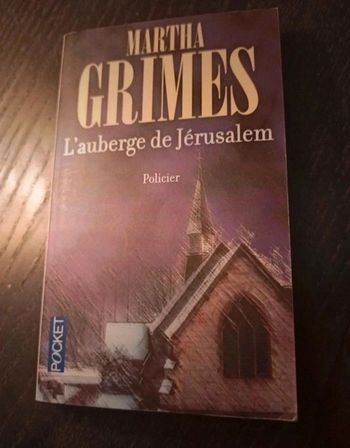 MARTHA
GRIMES
L'auberge de Jérusalem
Policier
POCKET